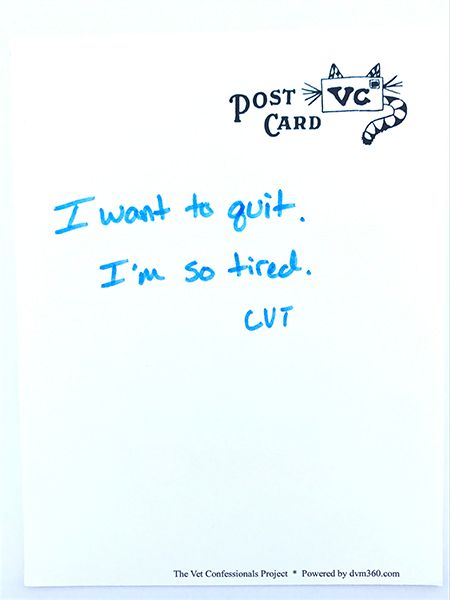 POST
CARD
VC
I want to quit.
I'm so tired.
CVT
The Vet Confessionals Project * Powered by dvm360.com